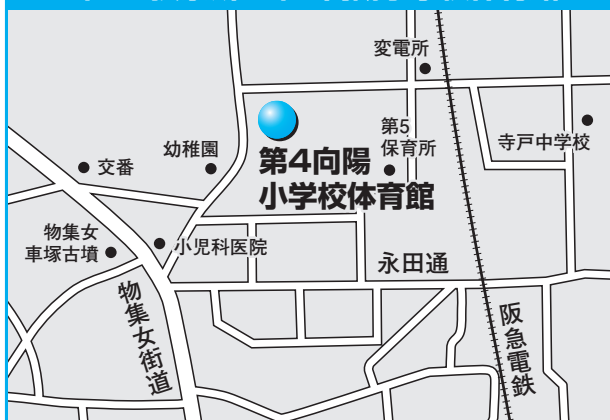 変電所
第5
保育所
寺戸中学校
幼稚園
交番
第4向陽
小学校体育館
物集女
車塚古墳
小児科医院
永田通
物集女街道
阪急電鉄